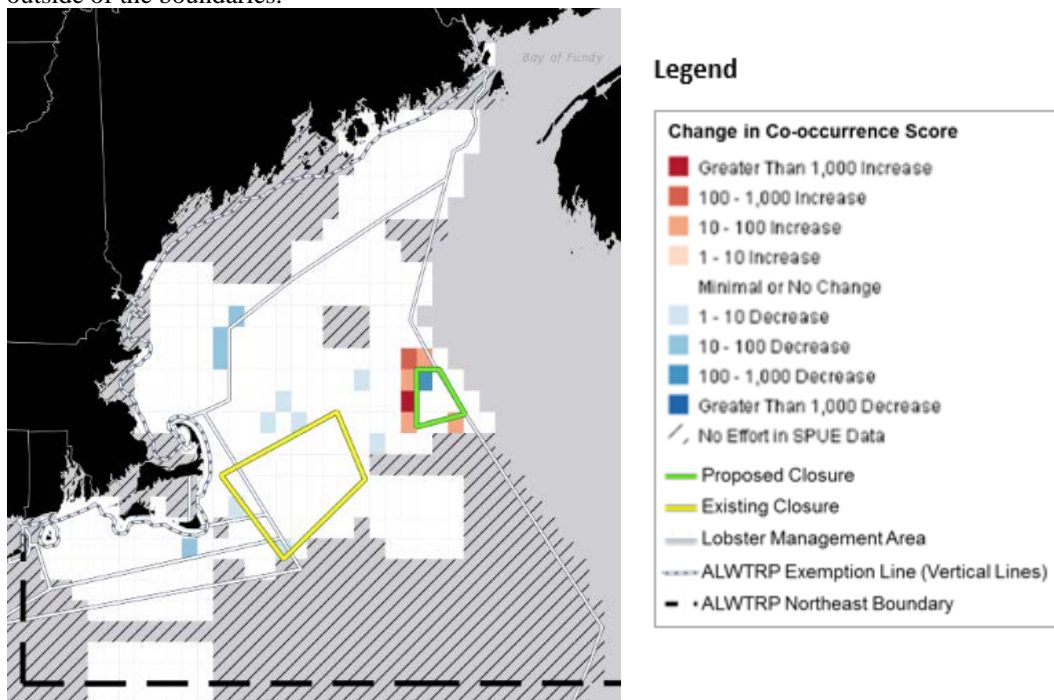 outside of the boundaries.
Bay of Fundy
Legend
Change in Co-occurrence Score
Greater Than 1,000 Increase
100 - 1,000 Increase
10 - 100 Increase
1 - 10 Increase
Minimal or No Change
1 - 10 Decrease
10 - 100 Decrease
100 - 1,000 Decrease
Greater Than 1,000 Decrease
No Effort in SPUE Data
Proposed Closure
Existing Closure
Lobster Management Area
ALWTRP Exemption Line (Vertical Lines)
ALWTRP Northeast Boundary